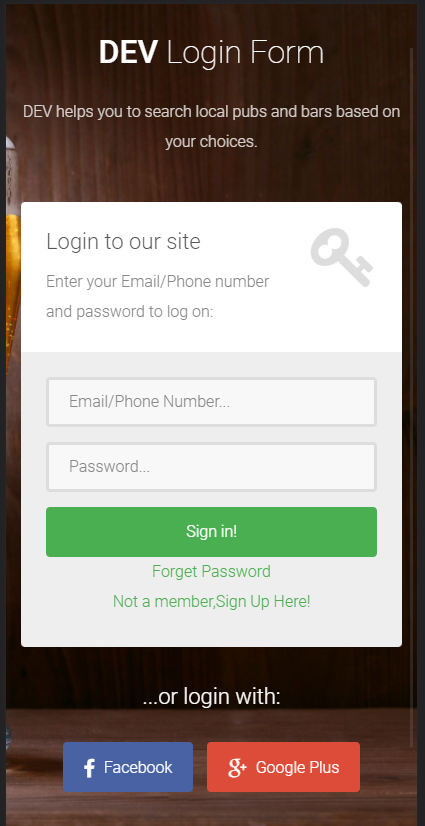 DEV Login Form
DEV helps you to search local pubs and bars based on
your choices.
Login to our site
Enter your Email/Phone number
and password to log on:
Email/Phone Number...
Password...
Sign in!
Forget Password
Not a member,Sign Up Here!
...or login with:
Facebook
Google Plus